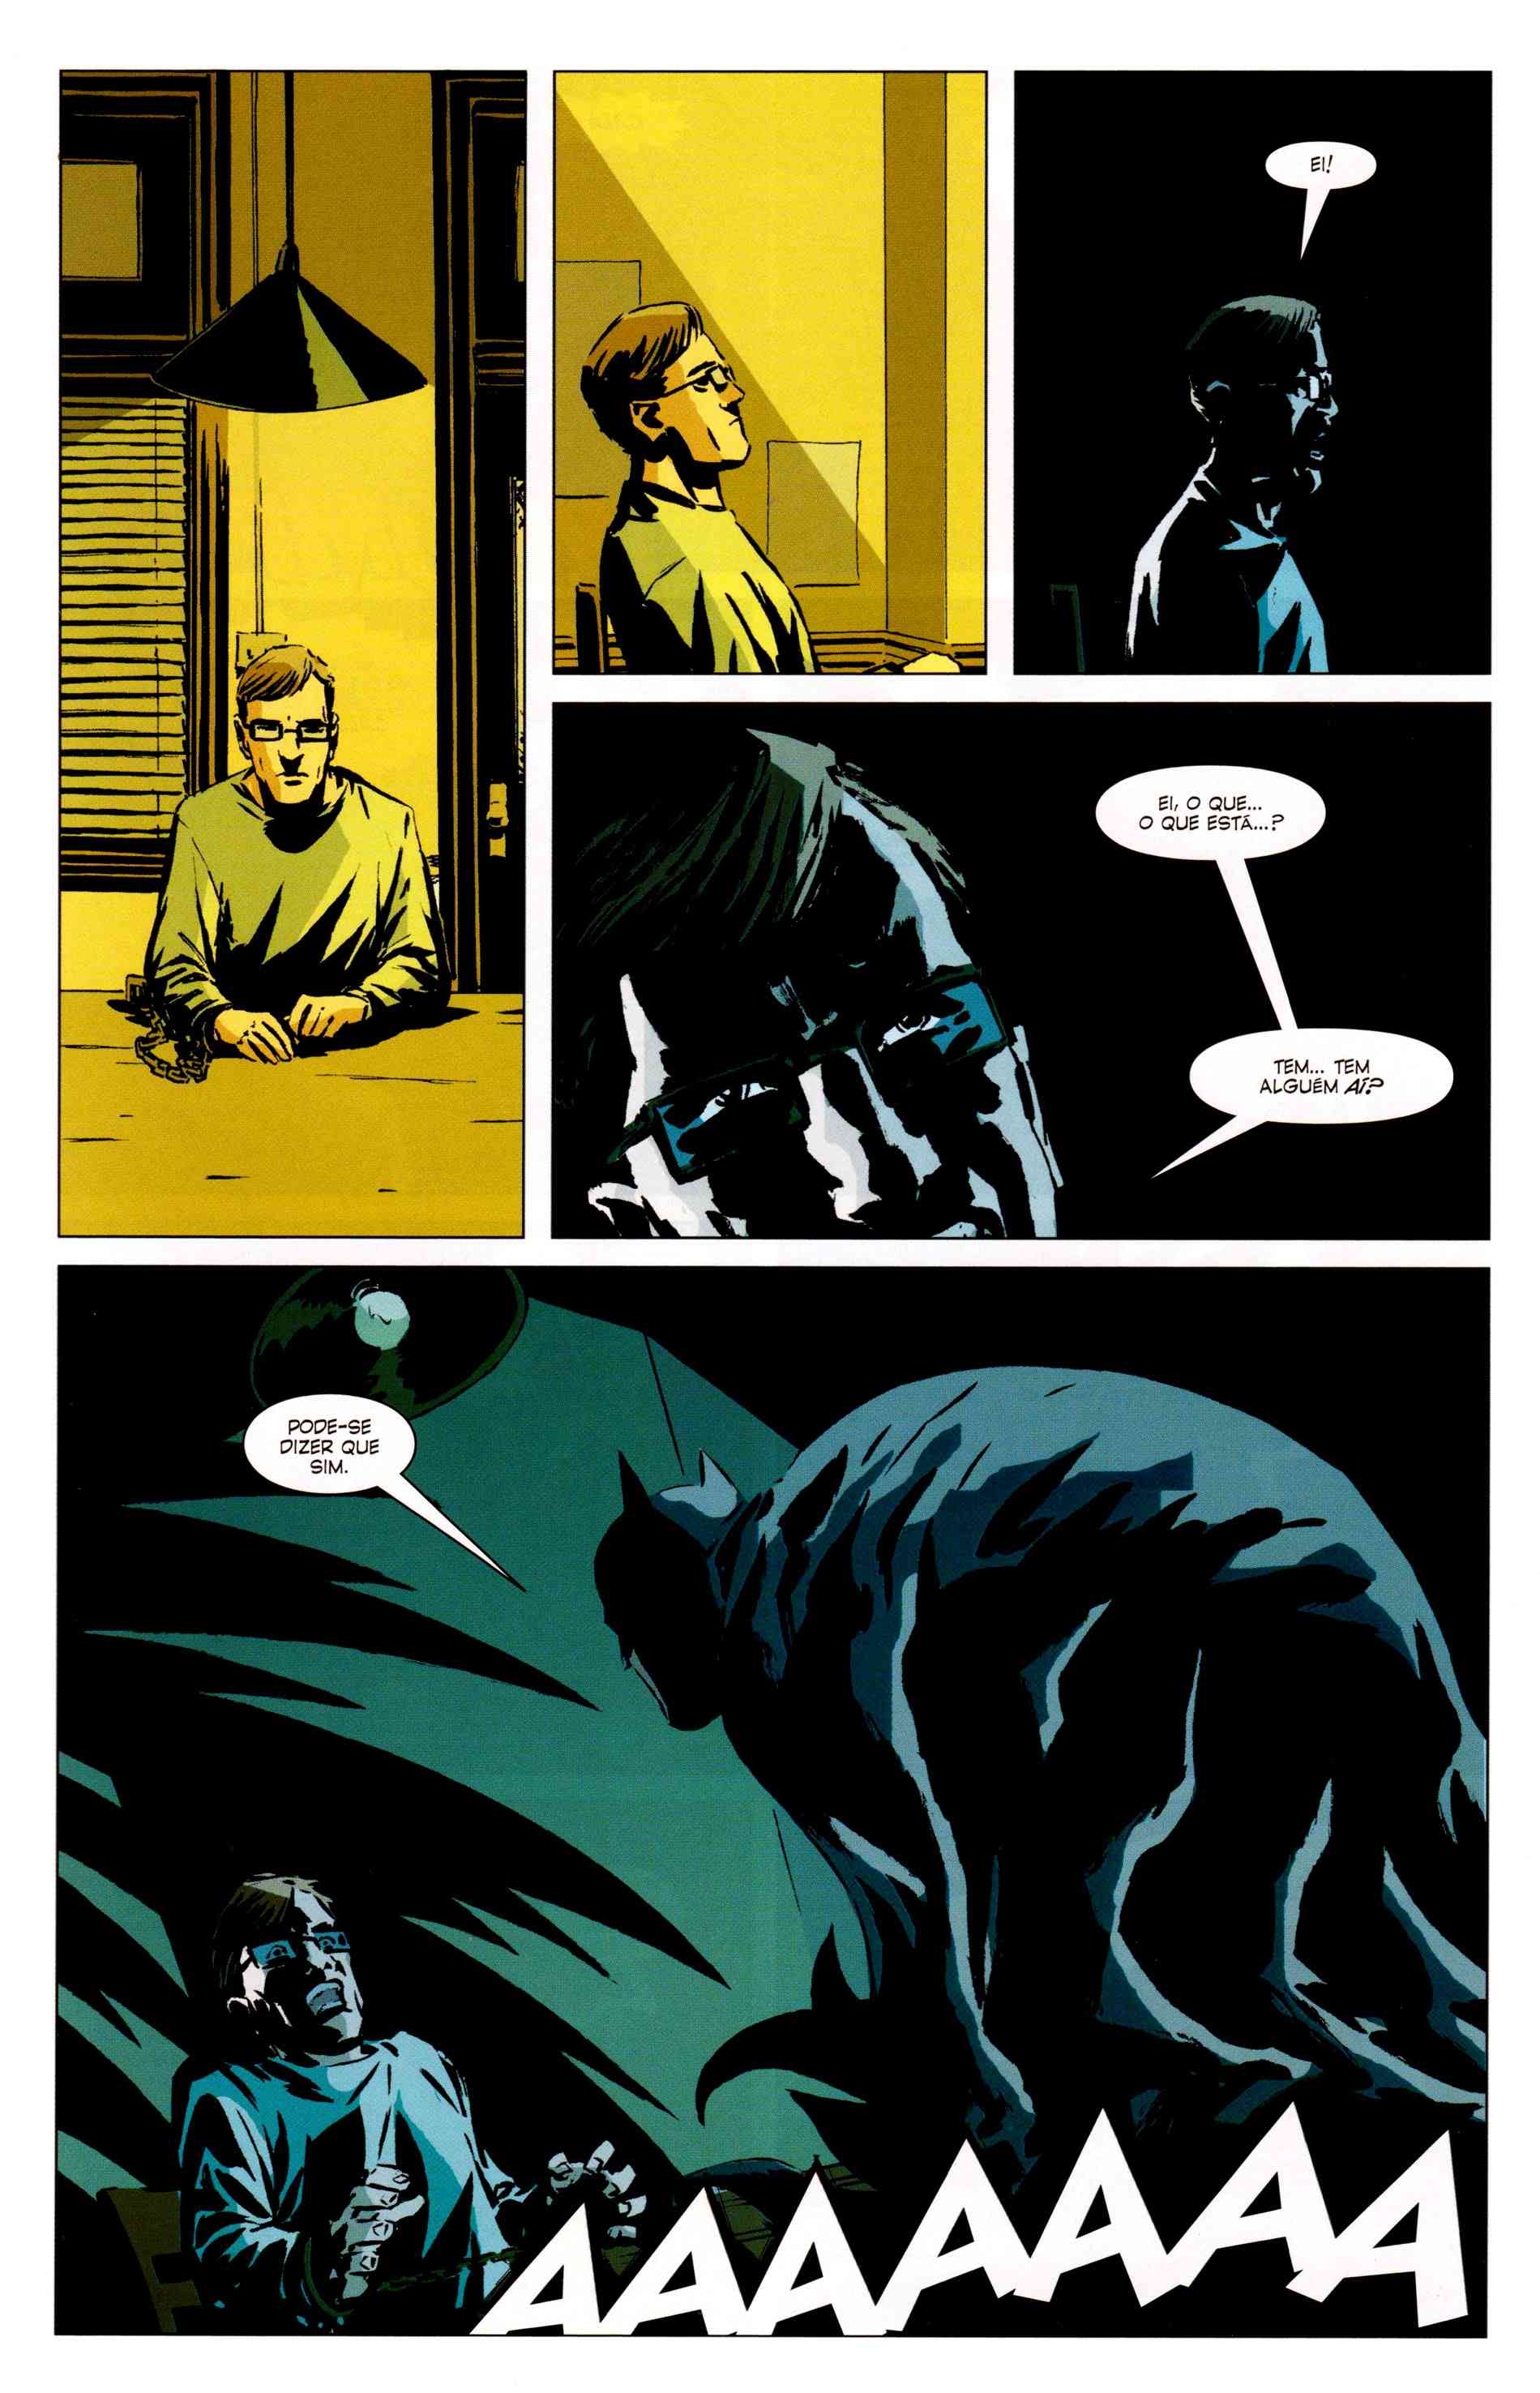 EI!
EI, O QUE...
O QUE ESTÁ...?
TEM... TEM
ALGUÉM AÍ?
PODE-SE
DIZER QUE
SIM.
AAAAAAA